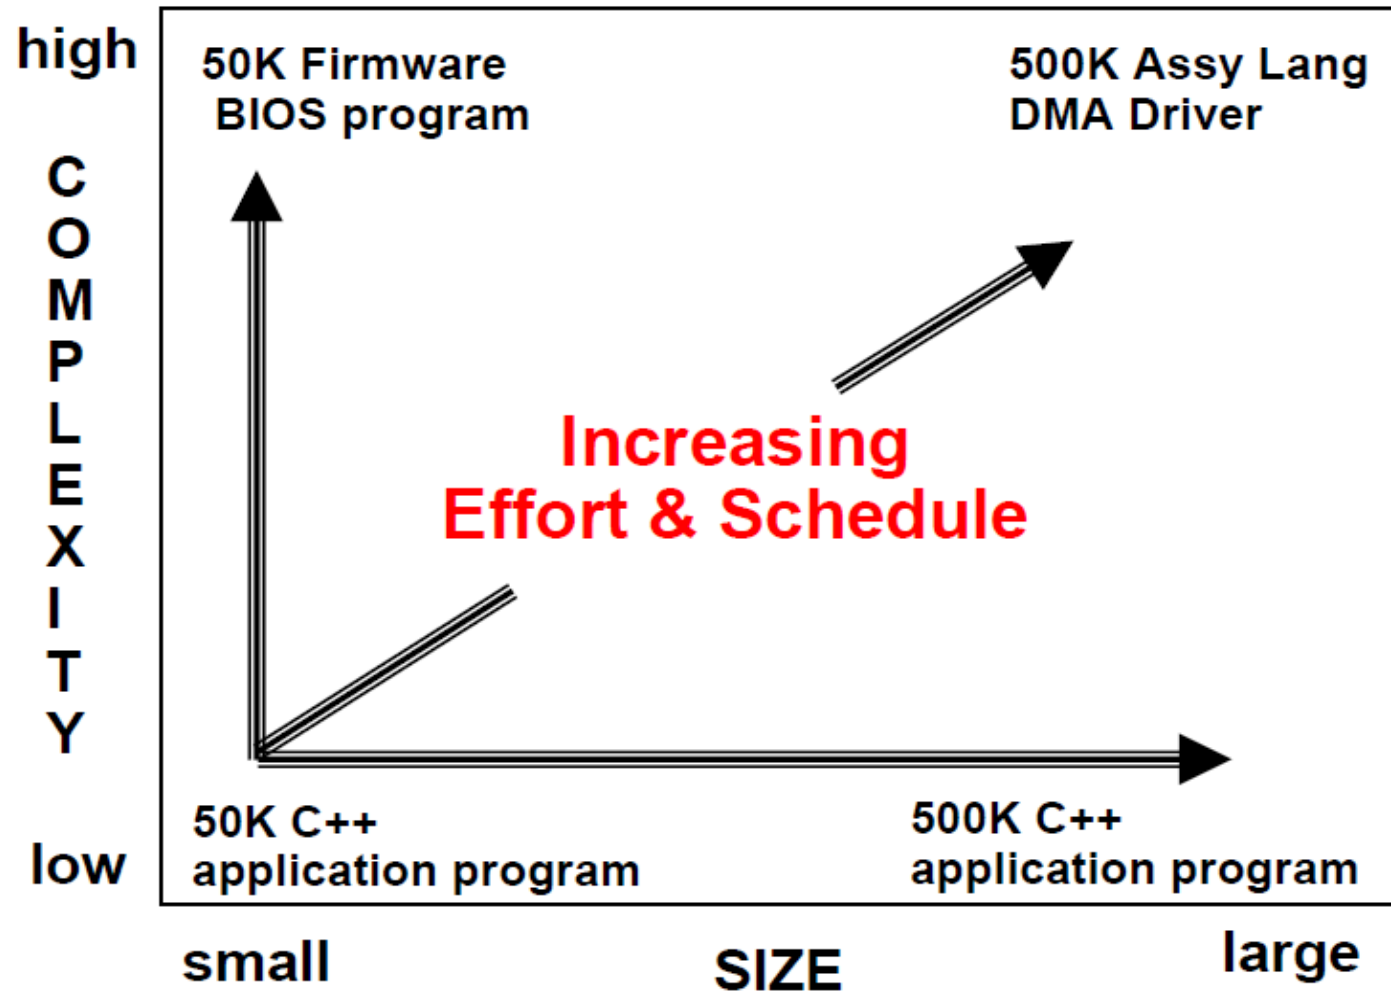 high
50K Firmware
BIOS program
500K Assy Lang
DMA Driver
COMPLEXITY
Increasing
Effort & Schedule
50K C++
application program
500K C++
application program
low
small
SIZE
large